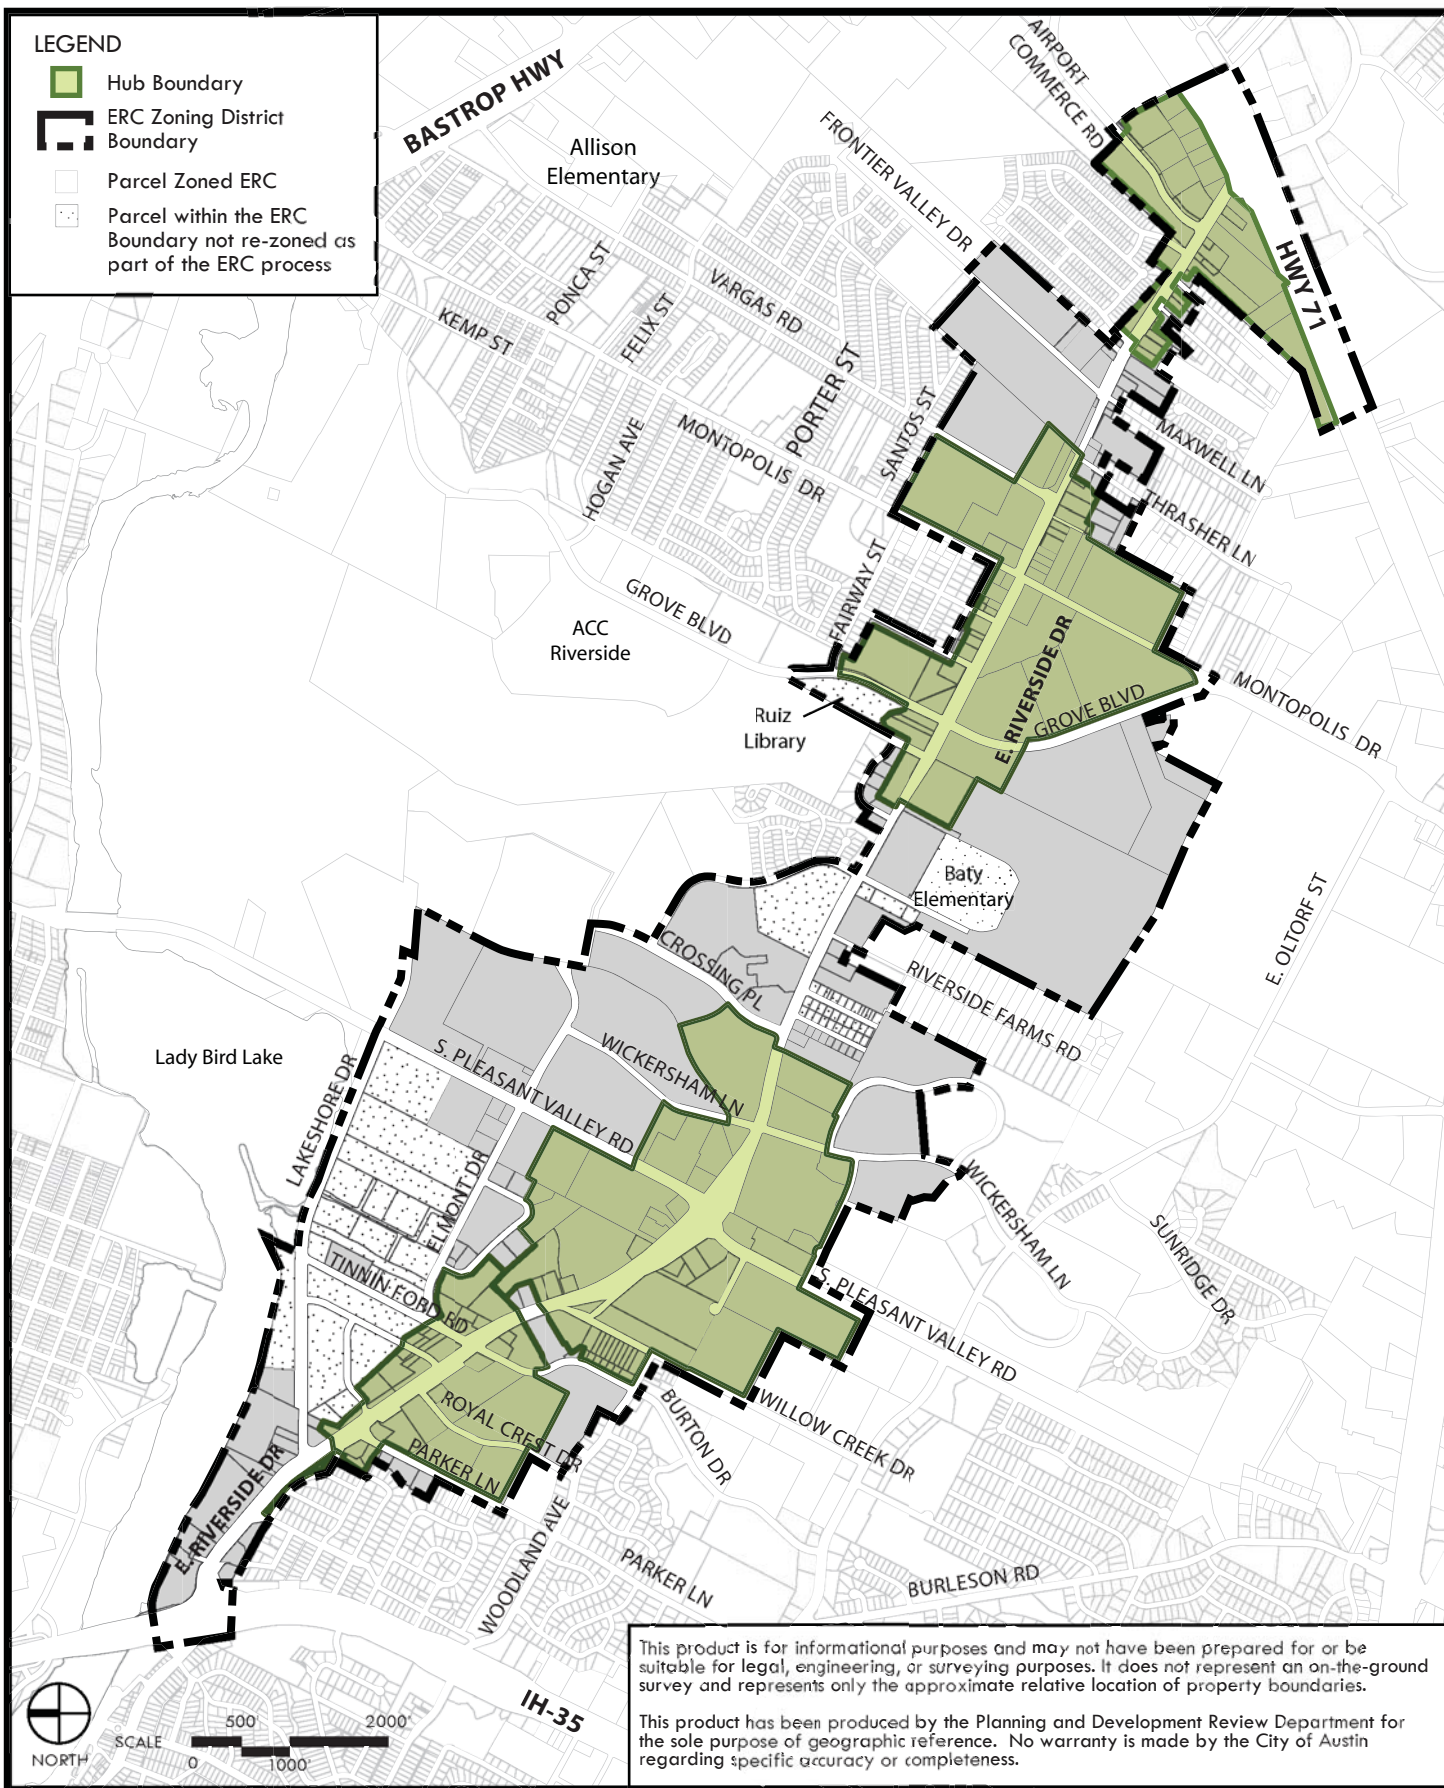 LEGEND
Hub Boundary
ERC Zoning District
Boundary
Parcel Zoned ERC
Parcel within the ERC
Boundary not re-zoned as
part of the ERC process
BASTROP HWY
AIRPORT
COMMERCE RD
Allison
Elementary
FRONTIER VALLEY DR
HWY 71
PONCA ST
VARGAS RD
KEMP ST
FELIX ST
PORTER ST
SANTOS ST
HOGAN AVE
MONTOPOLIS DR
MAXWELL LN
THRASHER LN
FAIRWAY ST
GROVE BLVD
ACC
Riverside
E. RIVERSIDE DR
GROVE BLVD
MONTOPOLIS DR
Ruiz
Library
Baty
Elementary
E. OLTORF ST
CROSSING PL
RIVERSIDE FARMS RD
Lady Bird Lake
LAKESHORE DR
S. PLEASANT VALLEY RD
WICKERSHAM LN
ELMONT DR
WICKERSHAM LN
SUNRIDGE DR
TINNIN FORD RD
S. PLEASANT VALLEY RD
ROYAL CREST DR
PARKER LN
BURTON DR
WILLOW CREEK DR
E. RIVERSIDE DR
WOODLAND AVE
PARKER LN
BURLESON RD
IH-35
NORTH
SCALE
500'
2000'
0
1000'
This product is for informational purposes and may not have been prepared for or be
suitable for legal, engineering, or surveying purposes. It does not represent an on-the-ground
survey and represents only the approximate relative location of property boundaries.
This product has been produced by the Planning and Development Review Department for
the sole purpose of geographic reference. No warranty is made by the City of Austin
regarding specific accuracy or completeness.